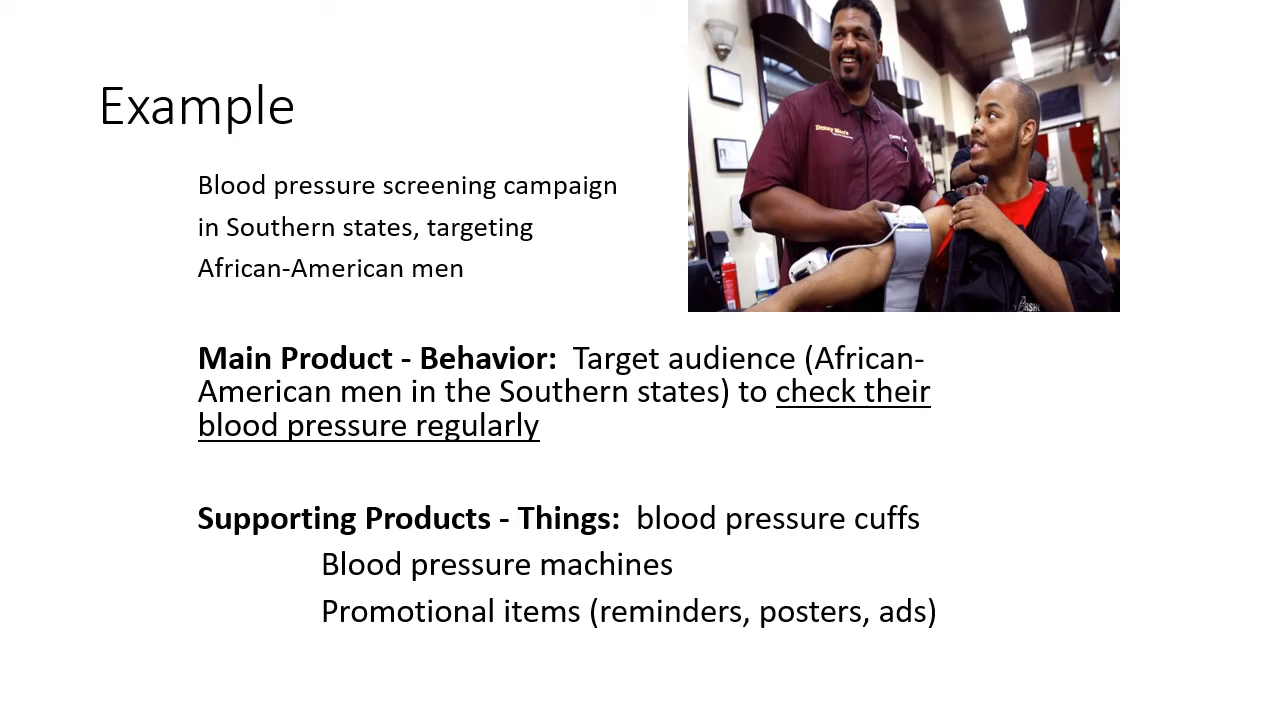 Example
Blood pressure screening campaign
in Southern states, targeting
African-American men
Main Product - Behavior: Target audience (African-
American men in the Southern states) to check their
blood pressure regularly
Supporting Products - Things: blood pressure cuffs
Blood pressure machines
Promotional items (reminders, posters, ads)